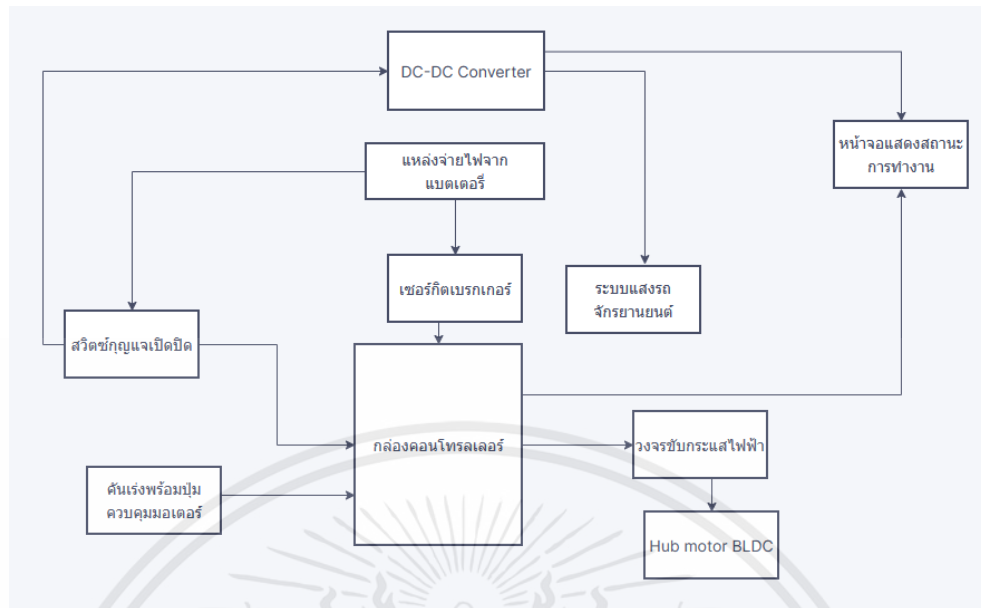 DC-DC Converter
หน้าจอแสดงสถานะ
การทำงาน
แหล่งจ่ายไฟจาก
แบตเตอรี่
เซอร์กิตเบรกเกอร์
ระบบแสงรถ
จักรยานยนต์
สวิตซ์กุญแจเปิดปิด
กล่องคอนโทรลเลอร์
วงจรขับกระแสไฟฟ้า
คันเร่งพร้อมปุ่ม
ควบคุมมอเตอร์
Hub motor BLDC